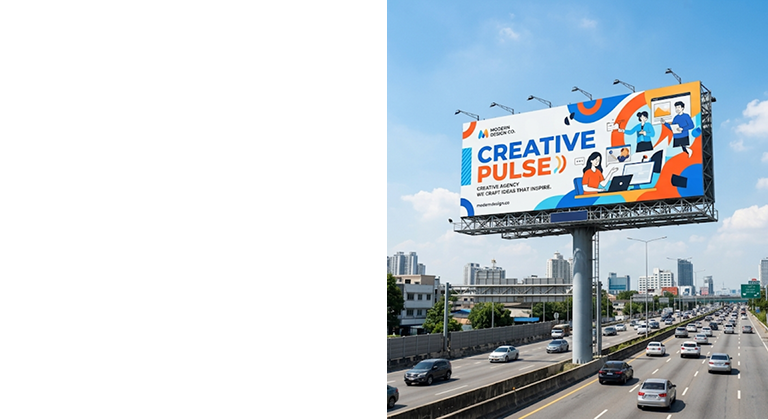 MODERN
DESIGN CO.
CREATIVE
PULSE
CREATIVE AGENCY
WE CRAFT IDEAS THAT INSPIRE.
moderndesign.co